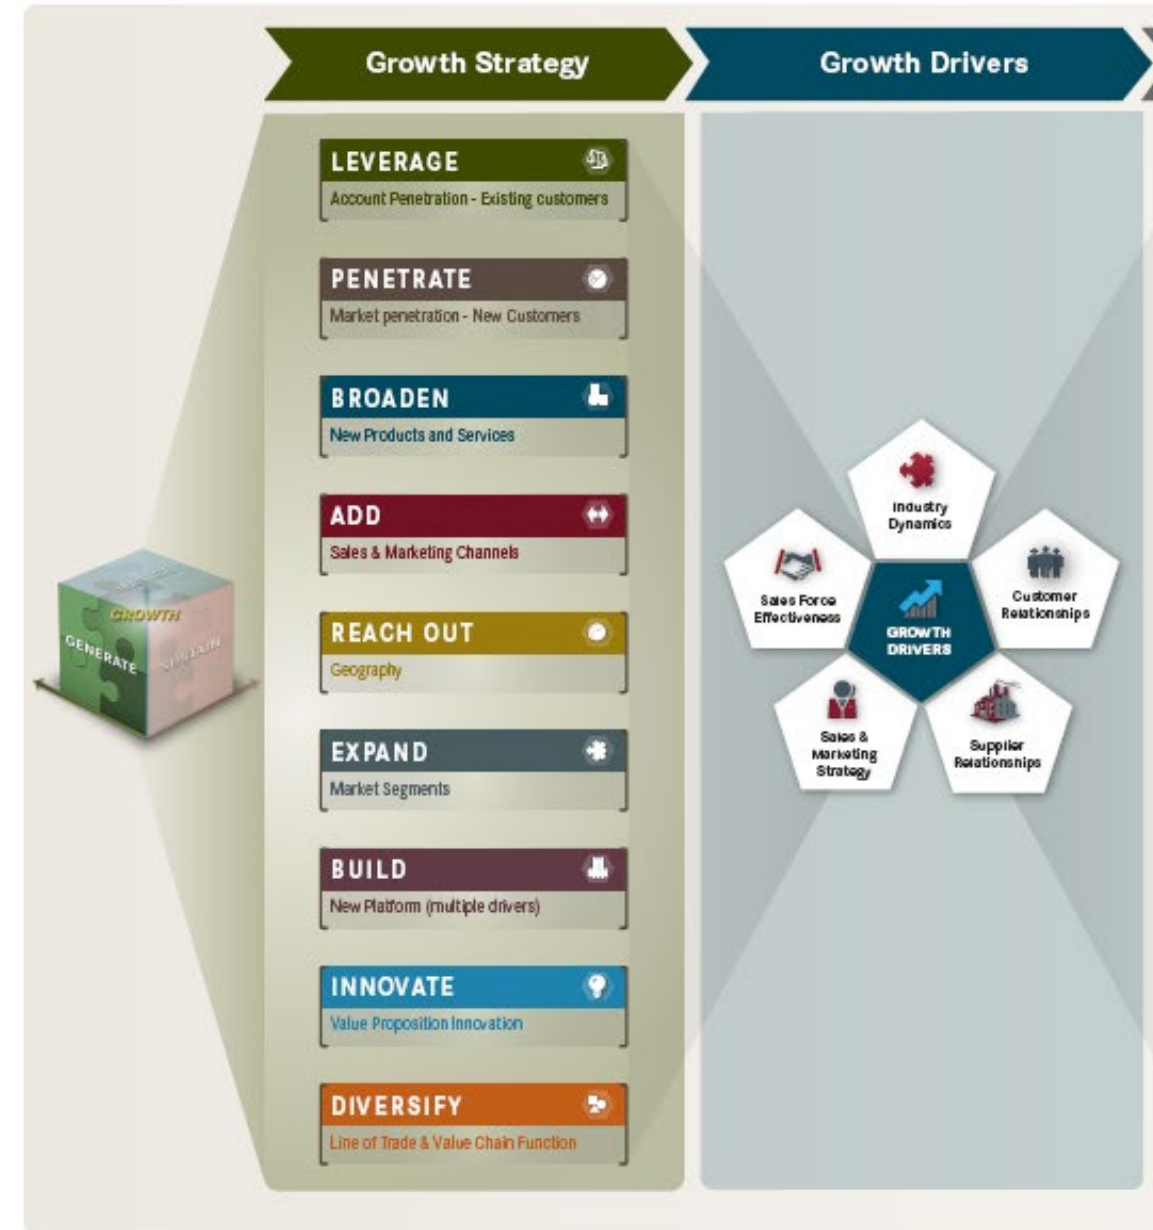 Growth Strategy
Growth Drivers
LEVERAGE
Account Penetration - Existing customers
PENETRATE
Market penetration - New Customers
BROADEN
New Products and Services
ADD
Sales & Marketing Channels
REACH OUT
Geography
EXPAND
Market Segments
BUILD
New Platform (multiple drivers)
INNOVATE
Value Proposition Innovation
DIVERSIFY
Line of Trade & Value Chain Function
GROWTH
GENERATE
SUSTAIN
Industry
Dynamics
Sales Force
Effectiveness
Customer
Relationships
GROWTH
DRIVERS
Sales &
Marketing
Strategy
Supplier
Relationships